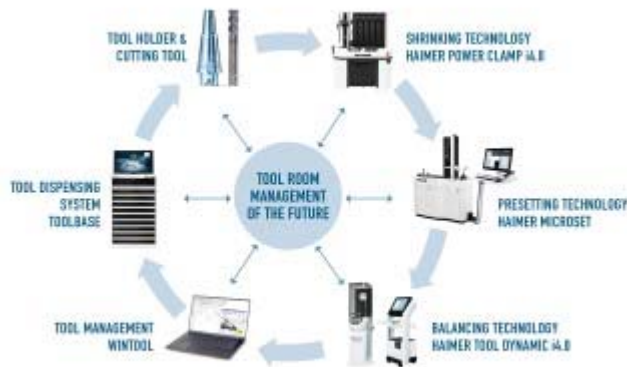 TOOL HOLDER &
CUTTING TOOL
SHRINKING TECHNOLOGY
HAIMER POWER CLAMP i4.0
TOOL DISPENSING
SYSTEM
TOOLBASE
TOOL ROOM
MANAGEMENT
OF THE FUTURE
PRESETTING TECHNOLOGY
HAIMER MICROSET
TOOL MANAGEMENT
WINTOOL
BALANCING TECHNOLOGY
HAIMER TOOL DYNAMIC i4.0